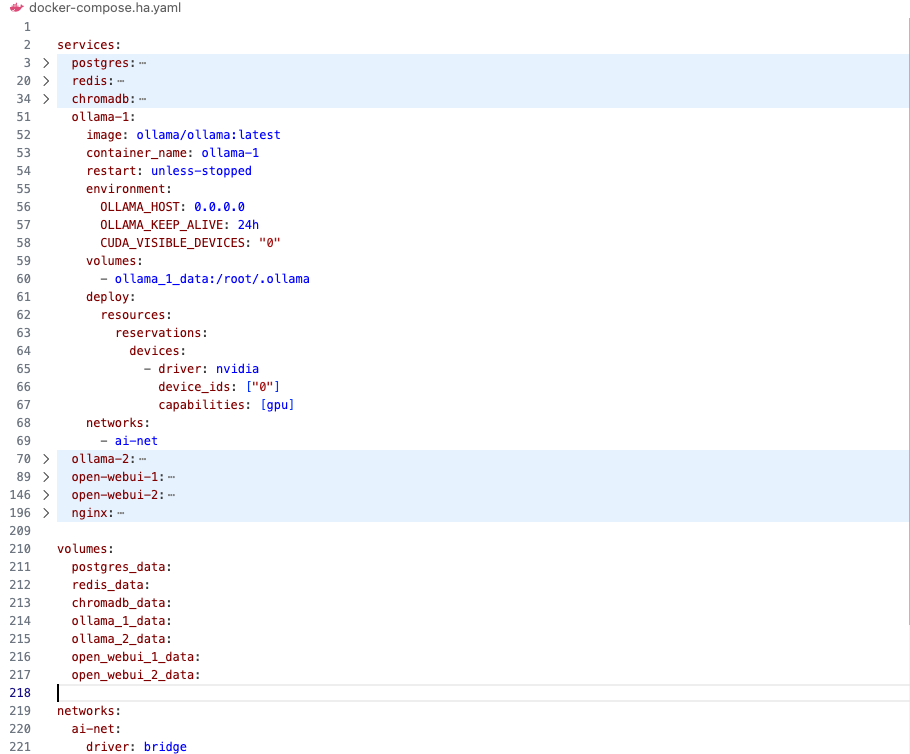 docker-compose.ha.yaml
1
2 services:
3 postgres: ⋯
20 redis: ⋯
34 chromadb: ⋯
51 ollama-1:
52 image: ollama/ollama:latest
53 container_name: ollama-1
54 restart: unless-stopped
55 environment:
56 OLLAMA_HOST: 0.0.0.0
57 OLLAMA_KEEP_ALIVE: 24h
58 CUDA_VISIBLE_DEVICES: "0"
59 volumes:
60 - ollama_1_data:/root/.ollama
61 deploy:
62 resources:
63 reservations:
64 devices:
65 - driver: nvidia
66 device_ids: ["0"]
67 capabilities: [gpu]
68 networks:
69 - ai-net
70 ollama-2: ⋯
89 open-webui-1: ⋯
146 open-webui-2: ⋯
196 nginx: ⋯
209
210 volumes:
211 postgres_data:
212 redis_data:
213 chromadb_data:
214 ollama_1_data:
215 ollama_2_data:
216 open_webui_1_data:
217 open_webui_2_data:
218
219 networks:
220 ai-net:
221 driver: bridge